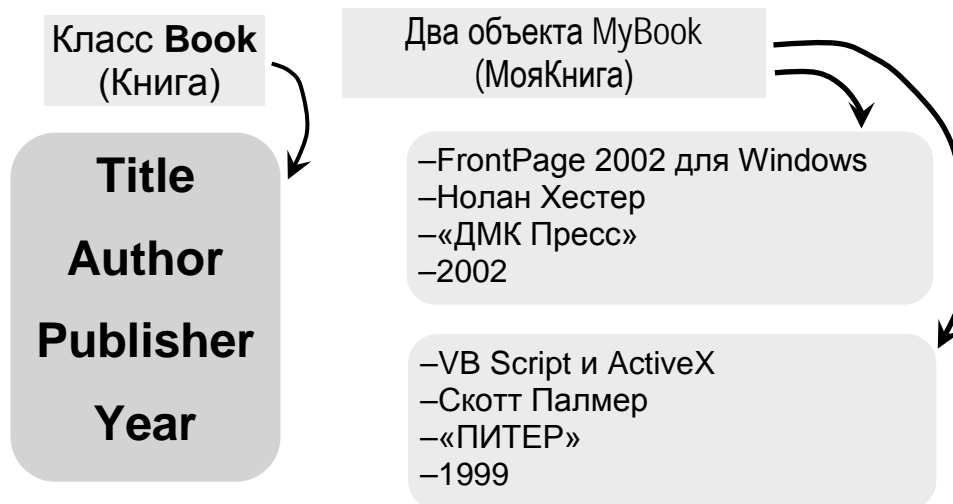 Класс Book
(Книга)
Title
Author
Publisher
Year
Два объекта MyBook
(МояКнига)
–FrontPage 2002 для Windows
–Нолан Хестер
–«ДМК Пресс»
–2002
–VB Script и ActiveX
–Скотт Палмер
–«ПИТЕР»
–1999